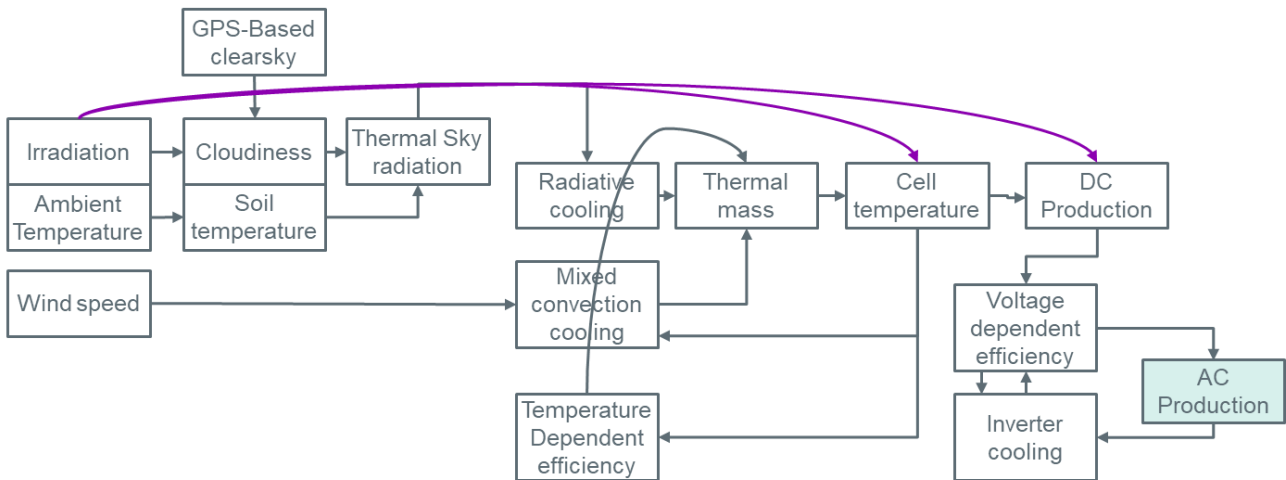 GPS-Based
clearsky
Irradiation
Cloudiness
Thermal Sky
radiation
Ambient
Temperature
Soil
temperature
Radiative
cooling
Thermal
mass
Cell
temperature
DC
Production
Wind speed
Mixed
convection
cooling
Voltage
dependent
efficiency
AC
Production
Temperature
Dependent
efficiency
Inverter
cooling